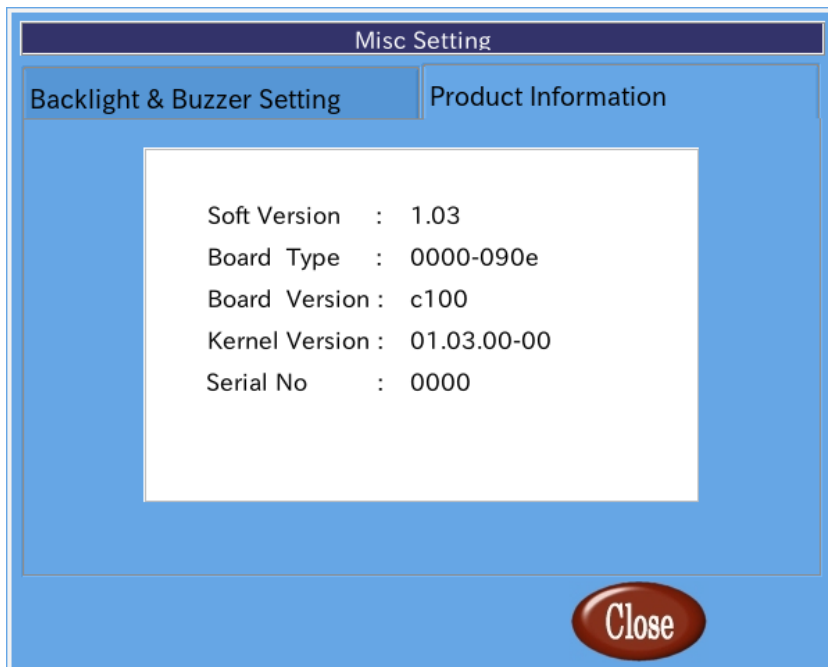 Misc Setting
Backlight & Buzzer Setting
Product Information
Soft Version : 1.03
Board Type : 0000-090e
Board Version : c100
Kernel Version : 01.03.00-00
Serial No : 0000
Close